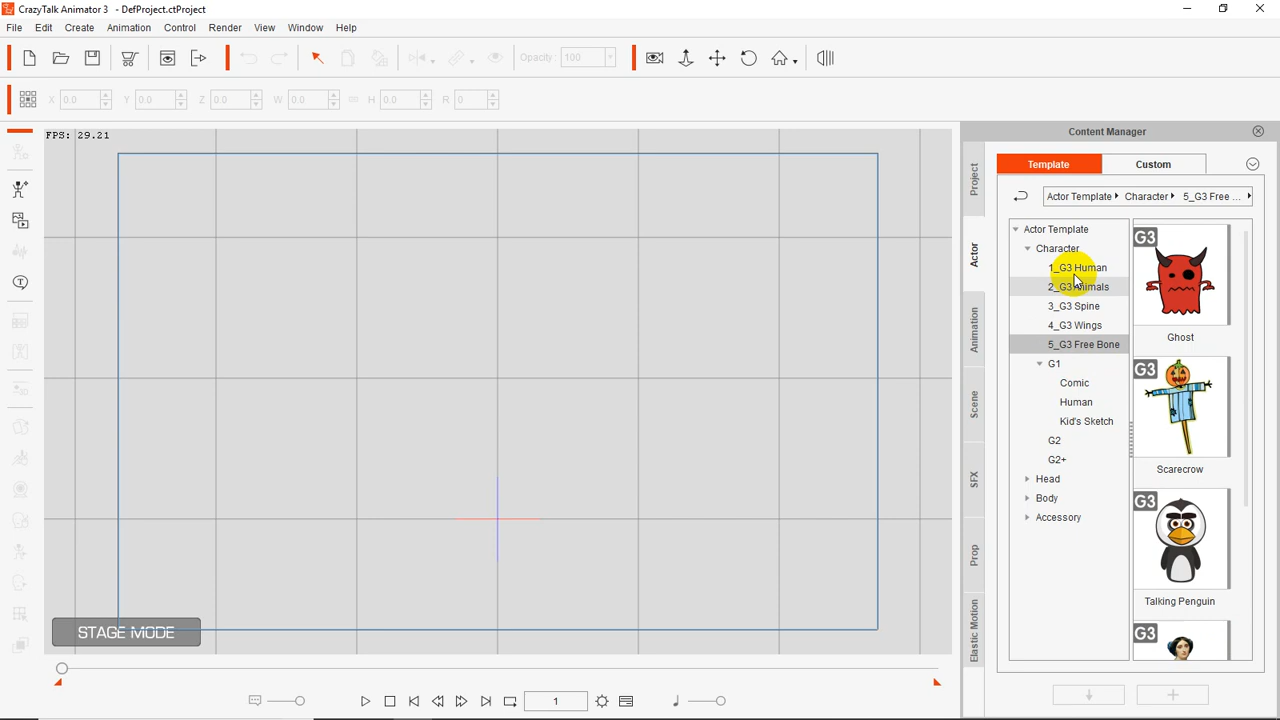 CrazyTalk Animator 3 - DefProject.ctProject
File Edit Create Animation Control Render View Window Help
Opacity : 100
X 0.0 Y 0.0 Z 0.0 W 0.0 H 0.0 R 0
FPS: 29.21
Content Manager
Template Custom
Actor Template Character 5_G3 Free ...
Project
Actor
Animation
Scene
SFX
Prop
Elastic Motion
Actor Template
Character
1_G3 Human
2_G3 Animals
3_G3 Spine
4_G3 Wings
5_G3 Free Bone
G1
Comic
Human
Kid's Sketch
G2
G2+
Head
Body
Accessory
G3
Ghost
G3
Scarecrow
G3
Talking Penguin
G3
STAGE MODE
1